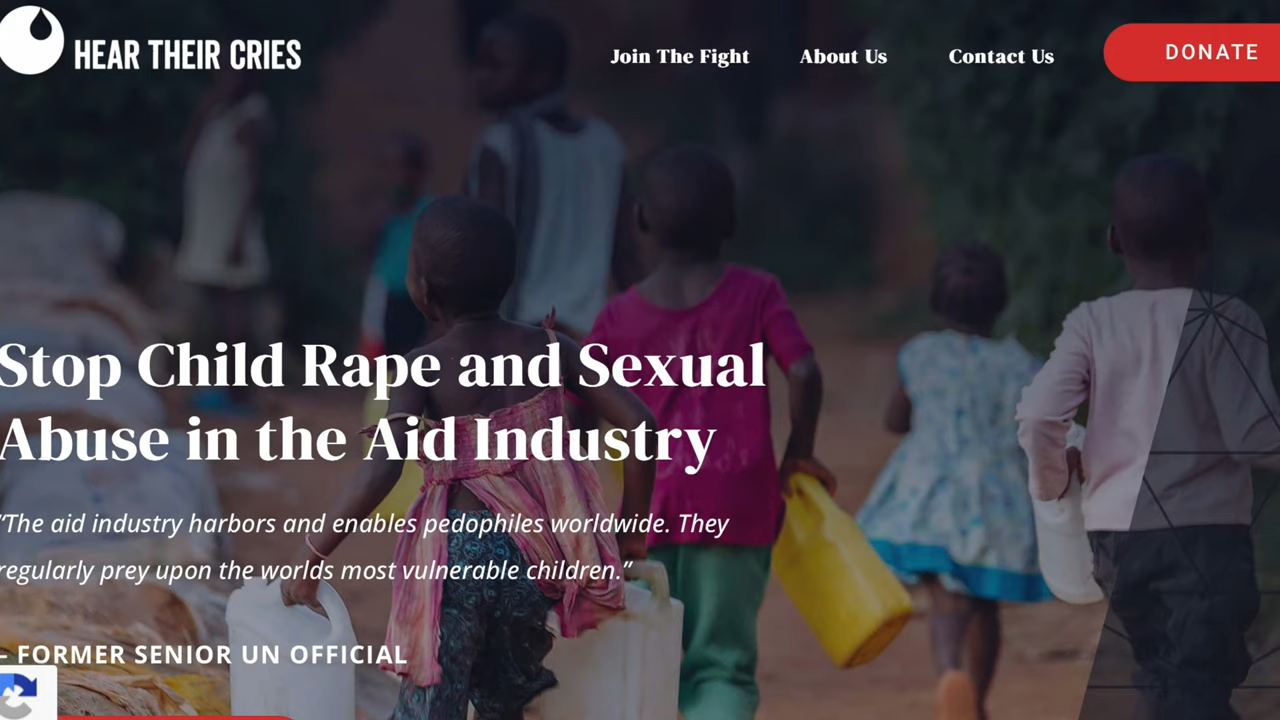 HEAR THEIR CRIES
Join The Fight About Us Contact Us DONATE
Stop Child Rape and Sexual
Abuse in the Aid Industry
"The aid industry harbors and enables pedophiles worldwide. They
regularly prey upon the worlds most vulnerable children."
- FORMER SENIOR UN OFFICIAL